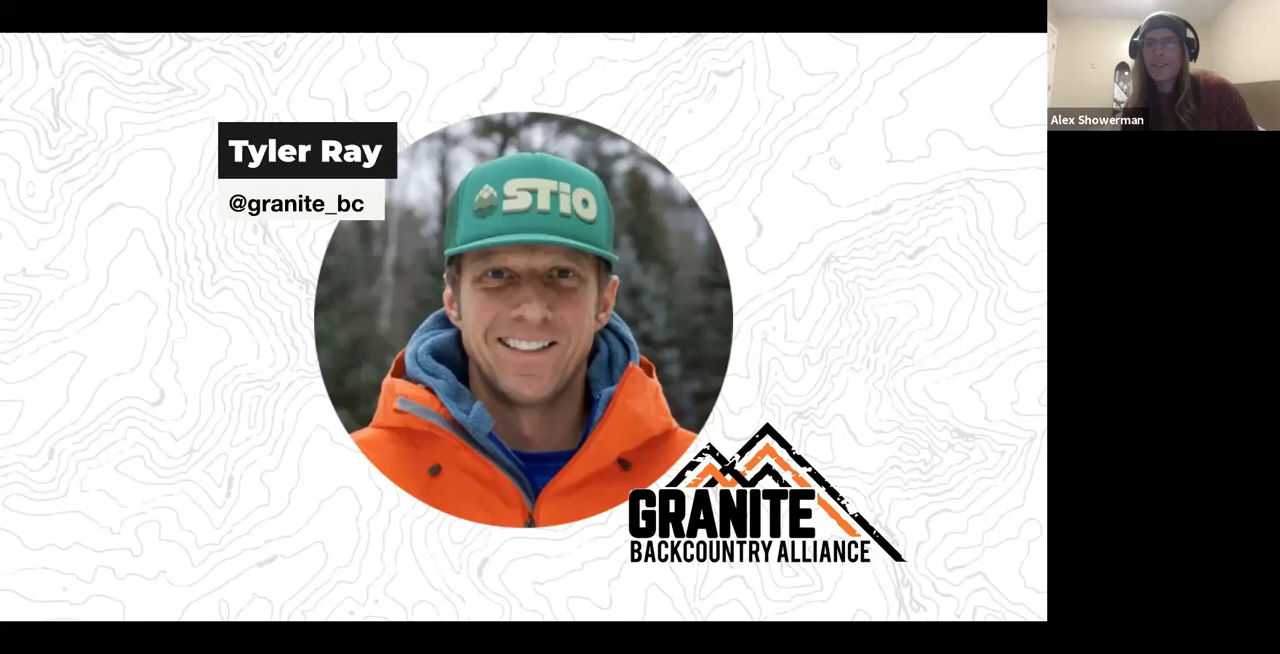 Tyler Ray
@granite_bc
STiO
GRANITE
BACKCOUNTRY ALLIANCE
Alex Showerman